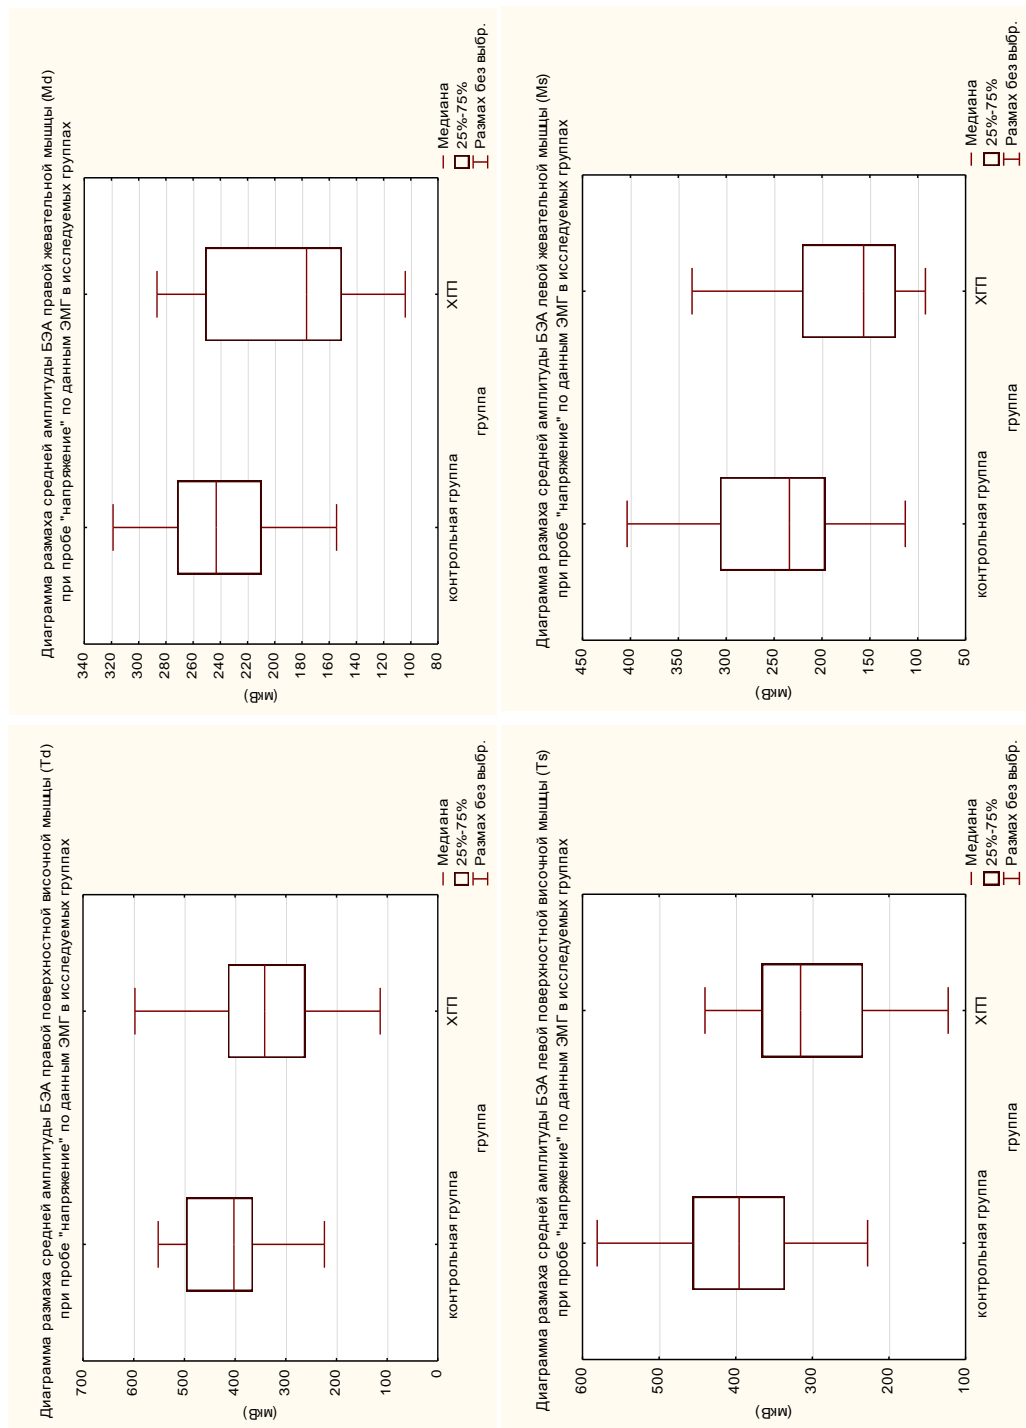 Диаграмма размаха средней амплитуды БЭА правой поверхностной височной мышцы (Td)
при пробе "напряжение" по данным ЭМГ в исследуемых группах
700
600
500
400
300
200
100
0
(мкВ)
контрольная группа
ХГП
группа
Медиана
25%-75%
Размах без выбр.
Диаграмма размаха средней амплитуды БЭА правой жевательной мышцы (Md)
при пробе "напряжение" по данным ЭМГ в исследуемых группах
340
320
300
280
260
240
220
200
180
160
140
120
100
80
(мкВ)
контрольная группа
ХГП
группа
Медиана
25%-75%
Размах без выбр.
Диаграмма размаха средней амплитуды БЭА левой поверхностной височной мышцы (Ts)
при пробе "напряжение" по данным ЭМГ в исследуемых группах
600
500
400
300
200
100
(мкВ)
контрольная группа
ХГП
группа
Медиана
25%-75%
Размах без выбр.
Диаграмма размаха средней амплитуды БЭА левой жевательной мышцы (Ms)
при пробе "напряжение" по данным ЭМГ в исследуемых группах
450
400
350
300
250
200
150
100
50
(мкВ)
контрольная группа
ХГП
группа
Медиана
25%-75%
Размах без выбр.